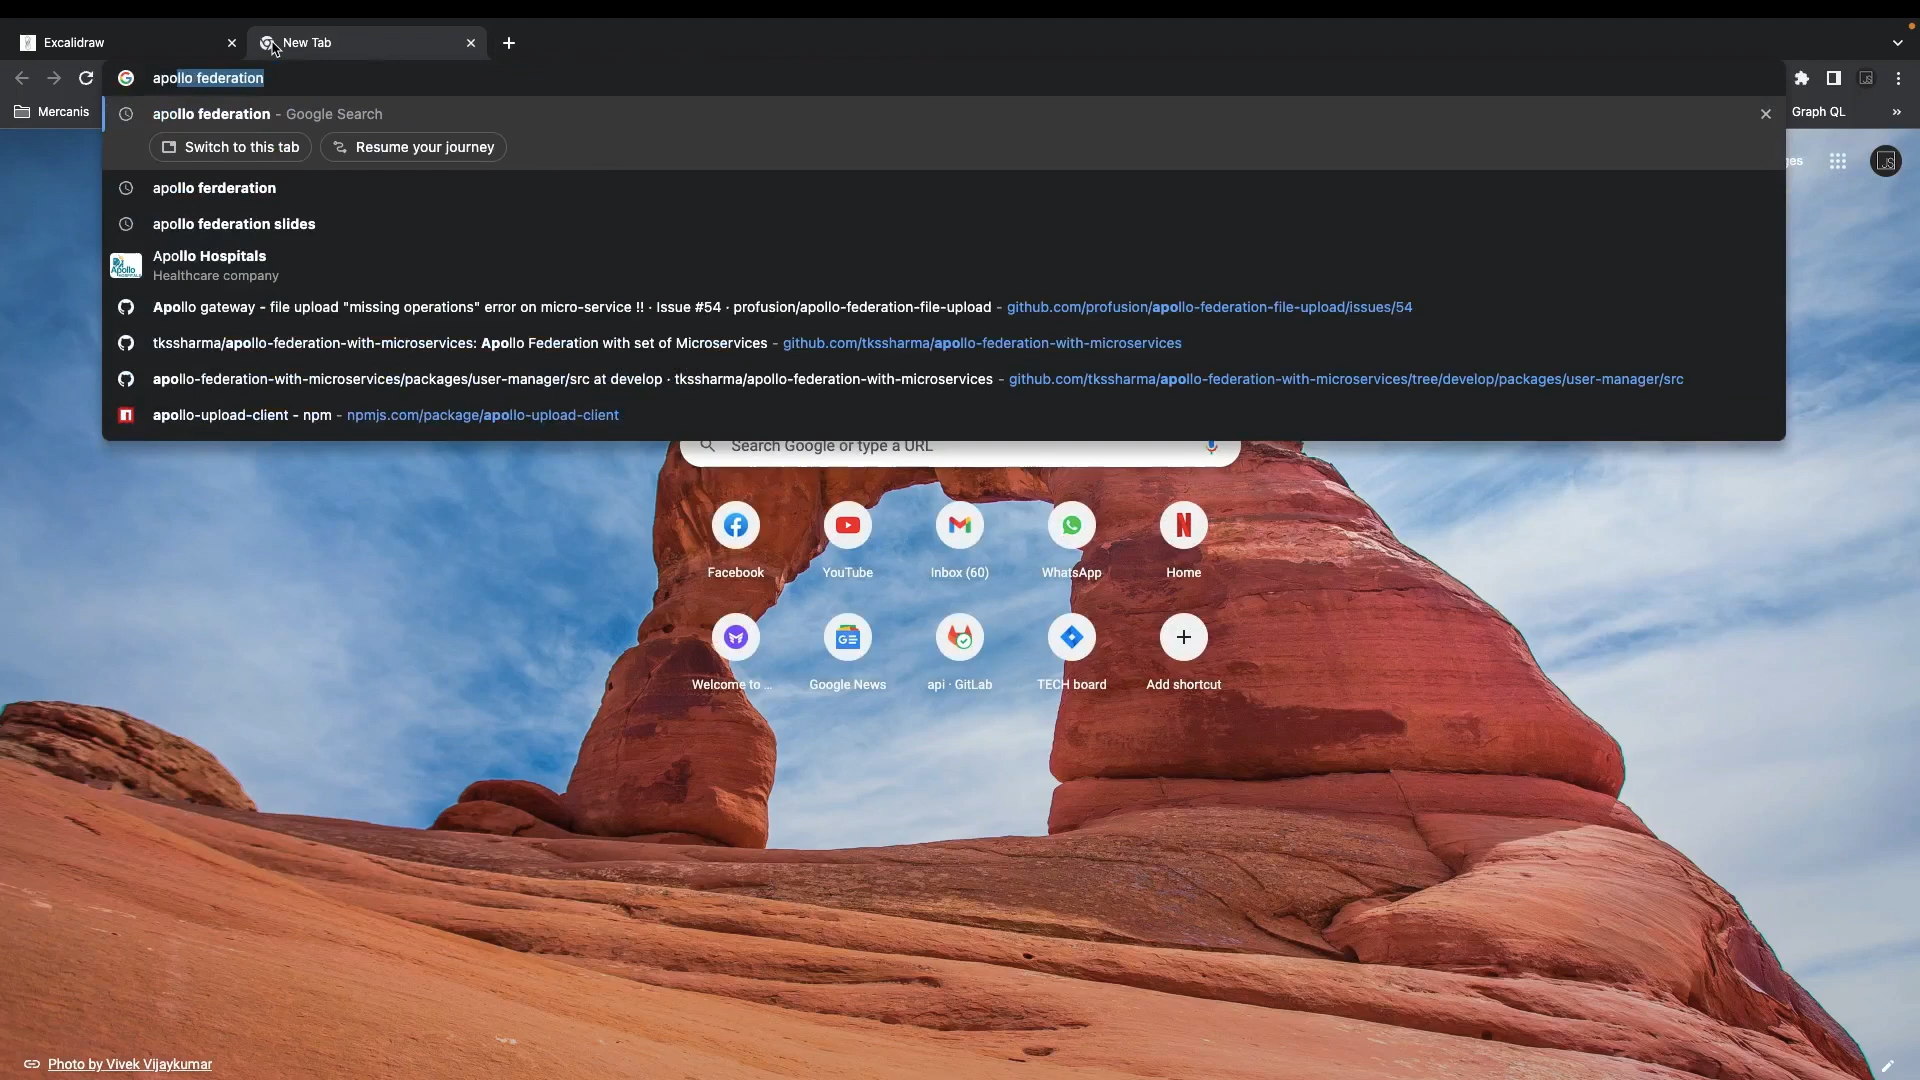 Excalidraw
New Tab
apollo federation
Mercanis
Graph QL
apollo federation - Google Search
Switch to this tab
Resume your journey
apollo ferderation
apollo federation slides
Apollo Hospitals
Healthcare company
Apollo gateway - file upload "missing operations" error on micro-service !! · Issue #54 · profusion/apollo-federation-file-upload - github.com/profusion/apollo-federation-file-upload/issues/54
tkssharma/apollo-federation-with-microservices: Apollo Federation with set of Microservices - github.com/tkssharma/apollo-federation-with-microservices
apollo-federation-with-microservices/packages/user-manager/src at develop · tkssharma/apollo-federation-with-microservices - github.com/tkssharma/apollo-federation-with-microservices/tree/develop/packages/user-manager/src
apollo-upload-client - npm - npmjs.com/package/apollo-upload-client
Search Google or type a URL
Facebook YouTube Inbox (60) WhatsApp Home
Welcome to ... Google News api · GitLab TECH board Add shortcut
Photo by Vivek Vijaykumar